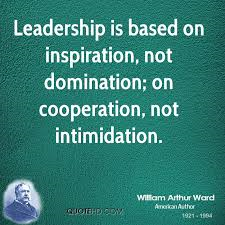 Leadership is based on
inspiration, not
domination; on
cooperation, not
intimidation.
William Arthur Ward
American Author
1921 - 1994
QUOTEHD.COM